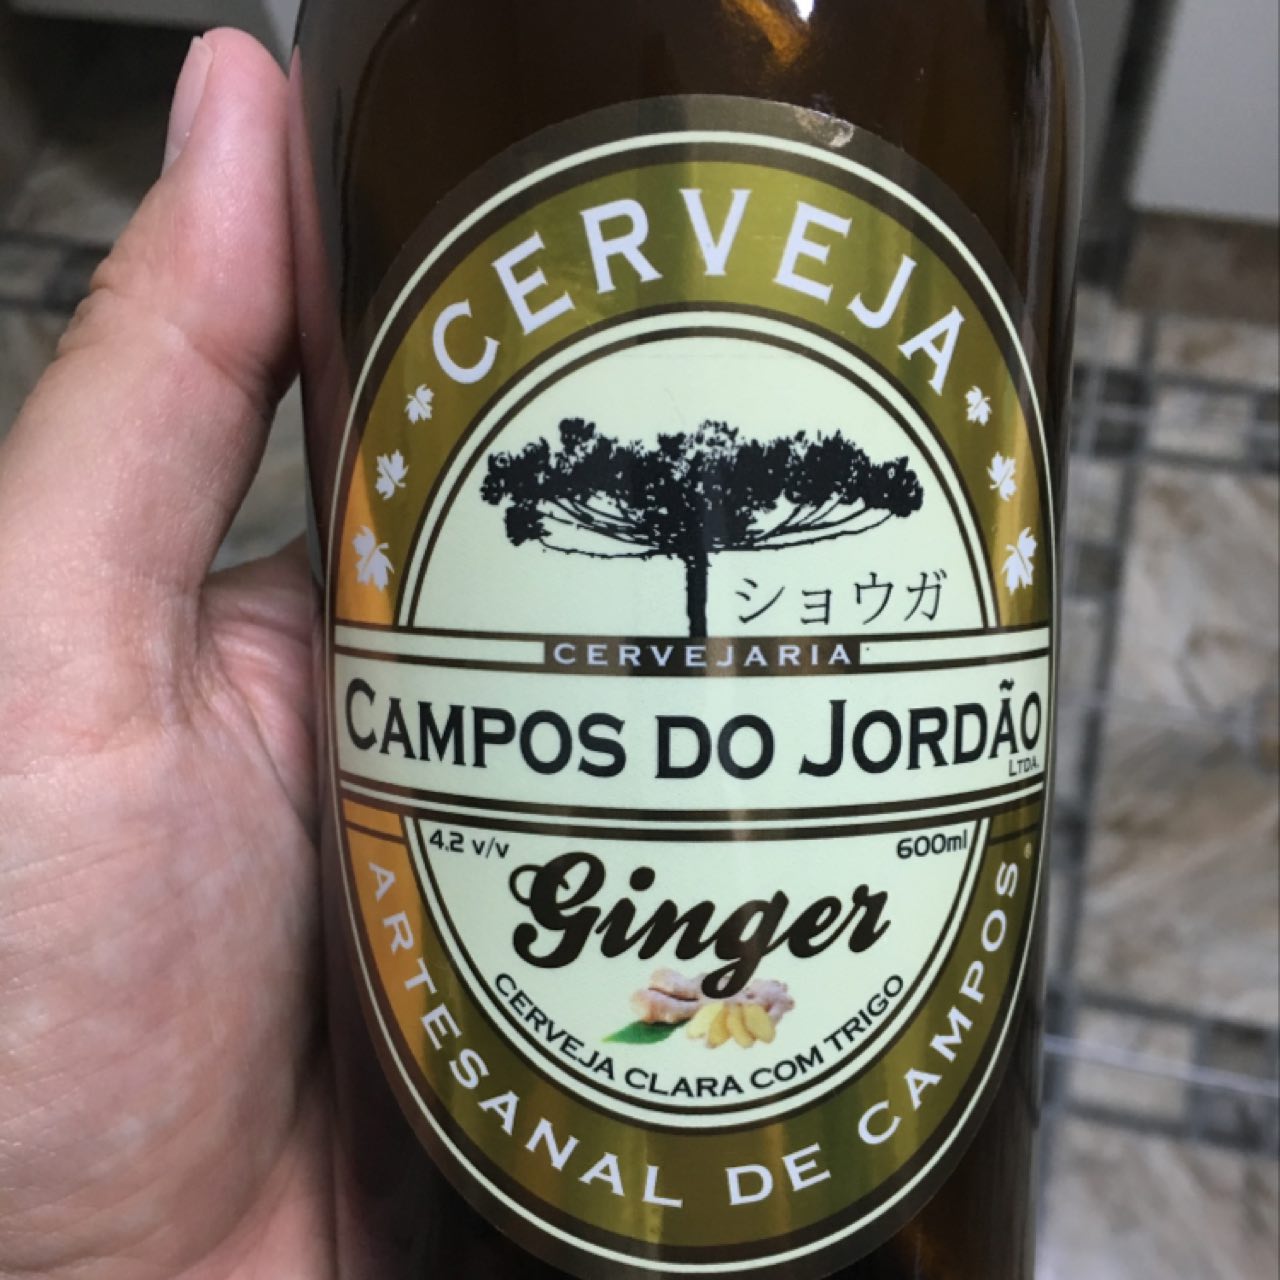 CERVEJA
ショウガ
CERVEJARIA
CAMPOS DO JORDÃO
LTDA.
4.2 v/v
600ml
Ginger
CERVEJA CLARA COM TRIGO
ARTESANAL DE CAMPOS